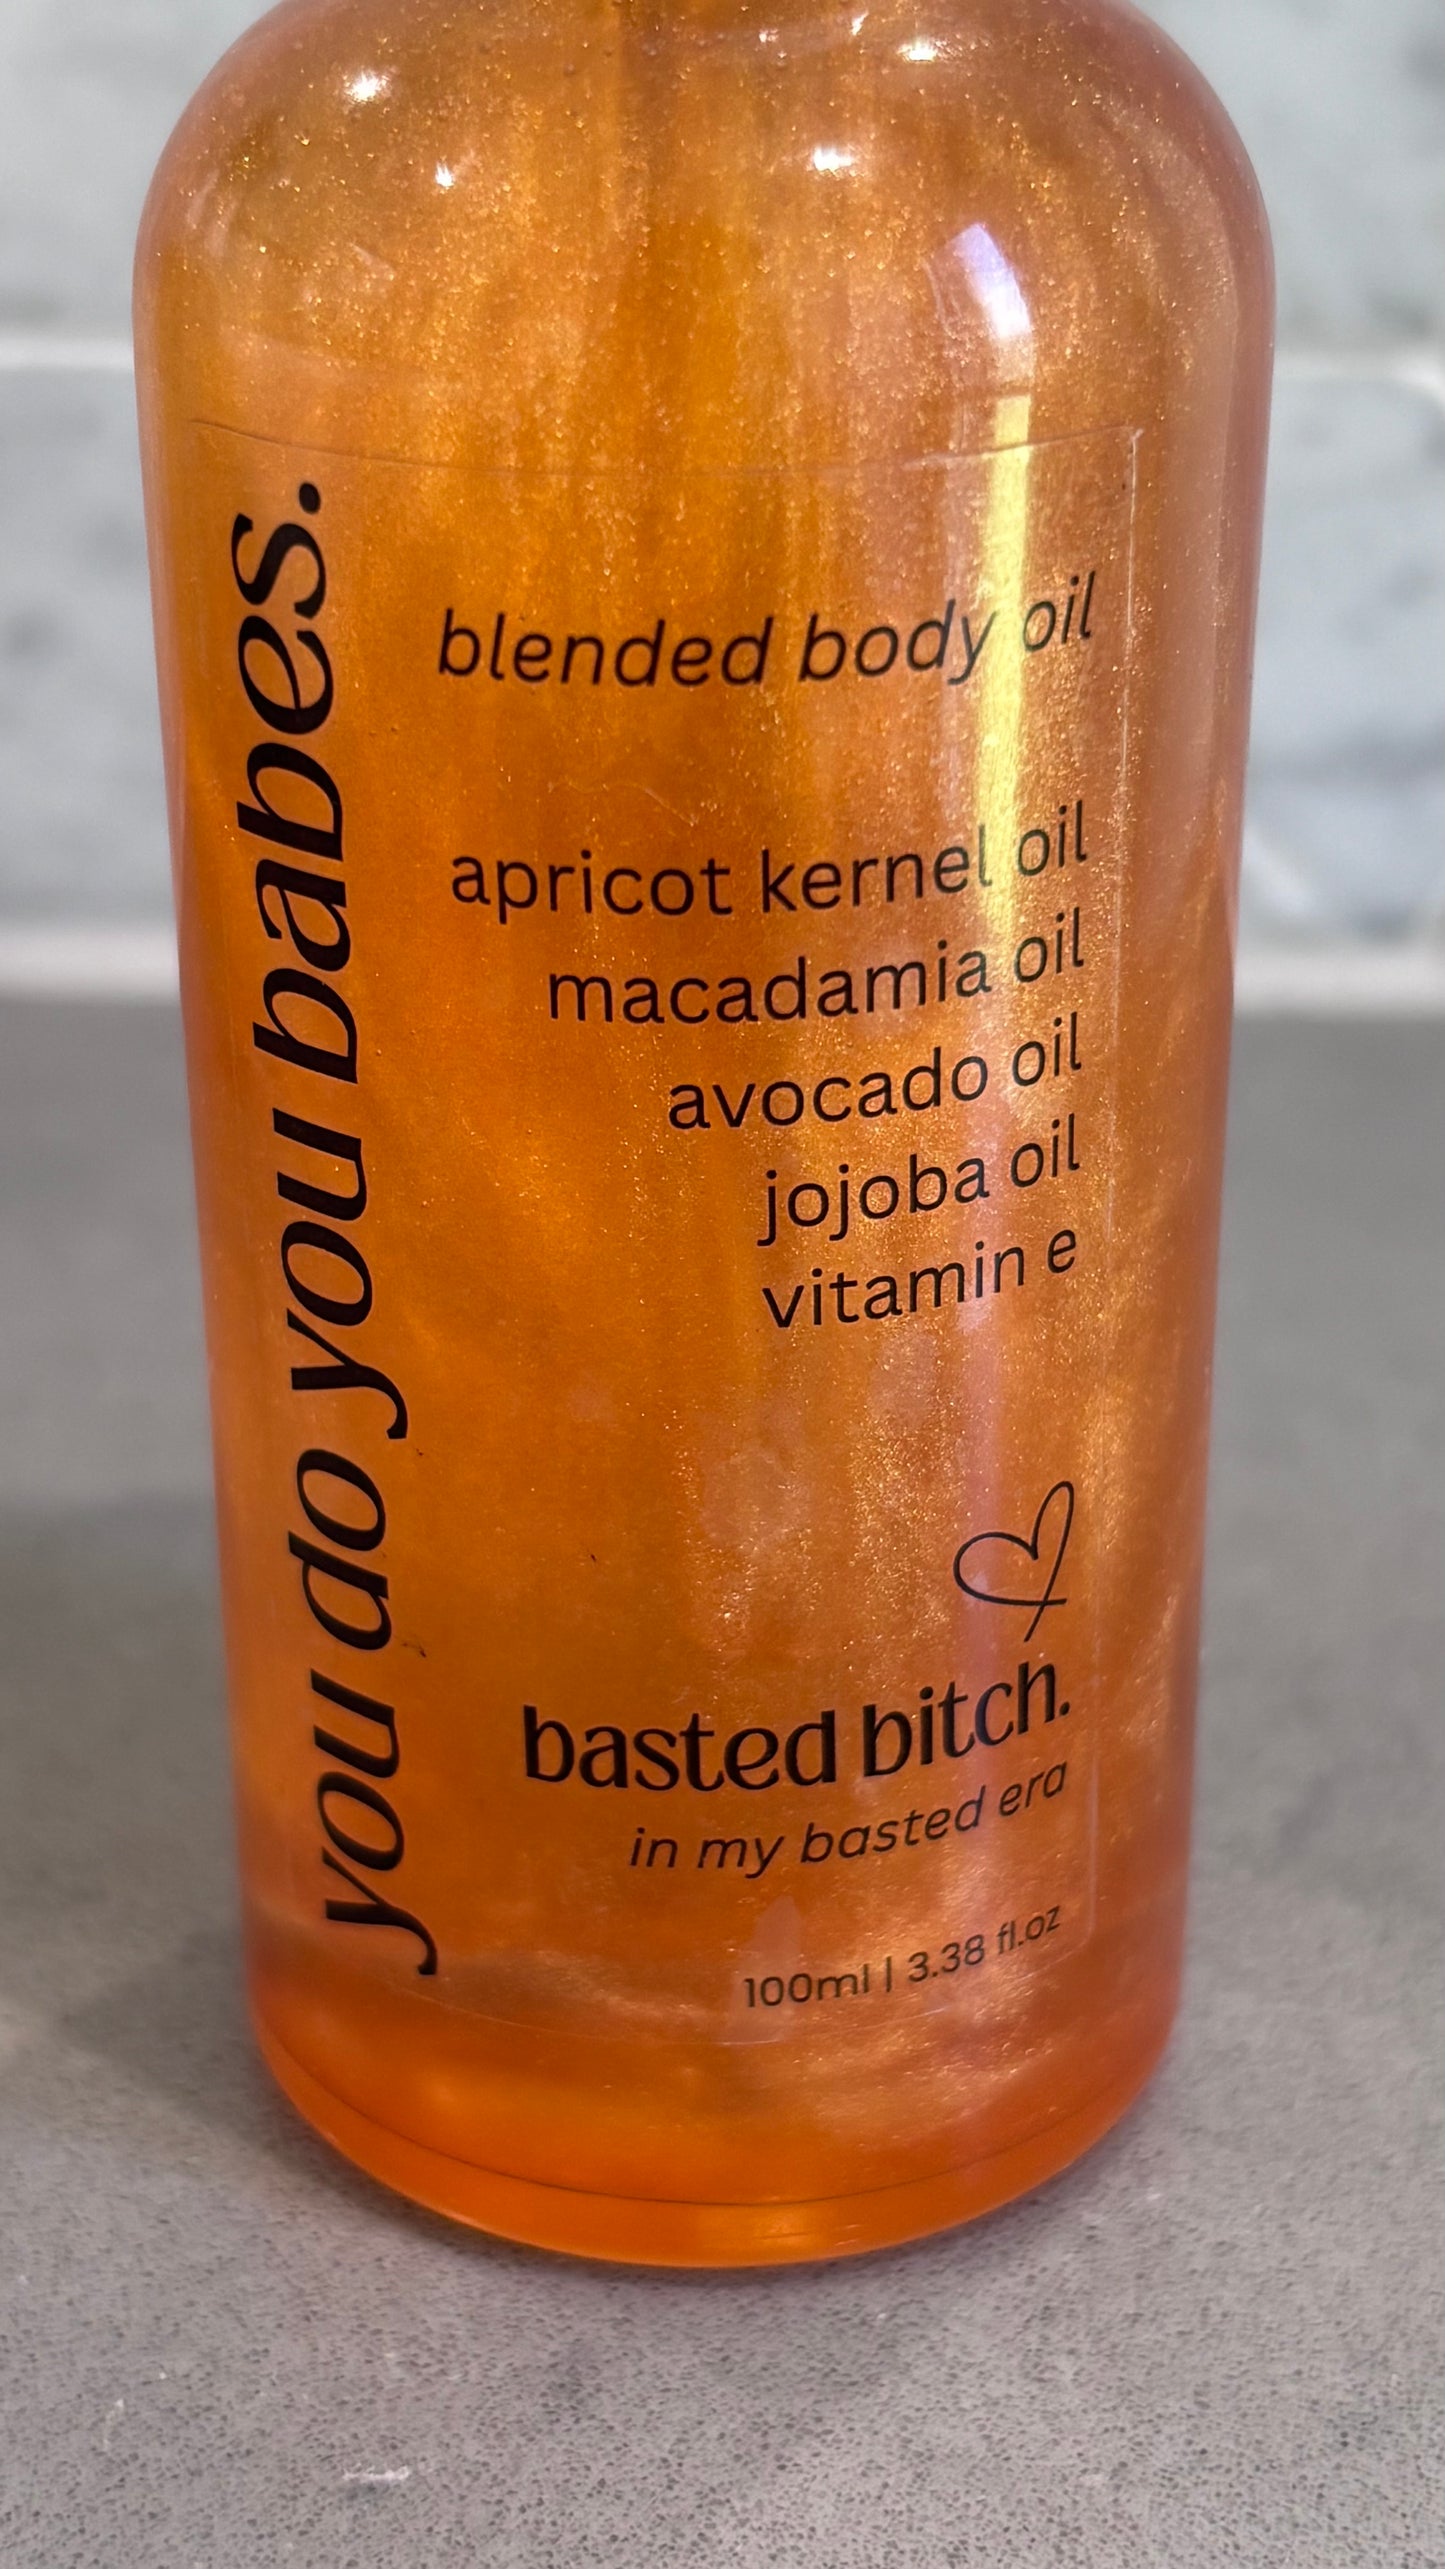 you do you babes.
blended body oil
apricot kernel oil
macadamia oil
avocado oil
jojoba oil
vitamin e
basted bitch.
in my basted era
100ml | 3.38 fl.oz